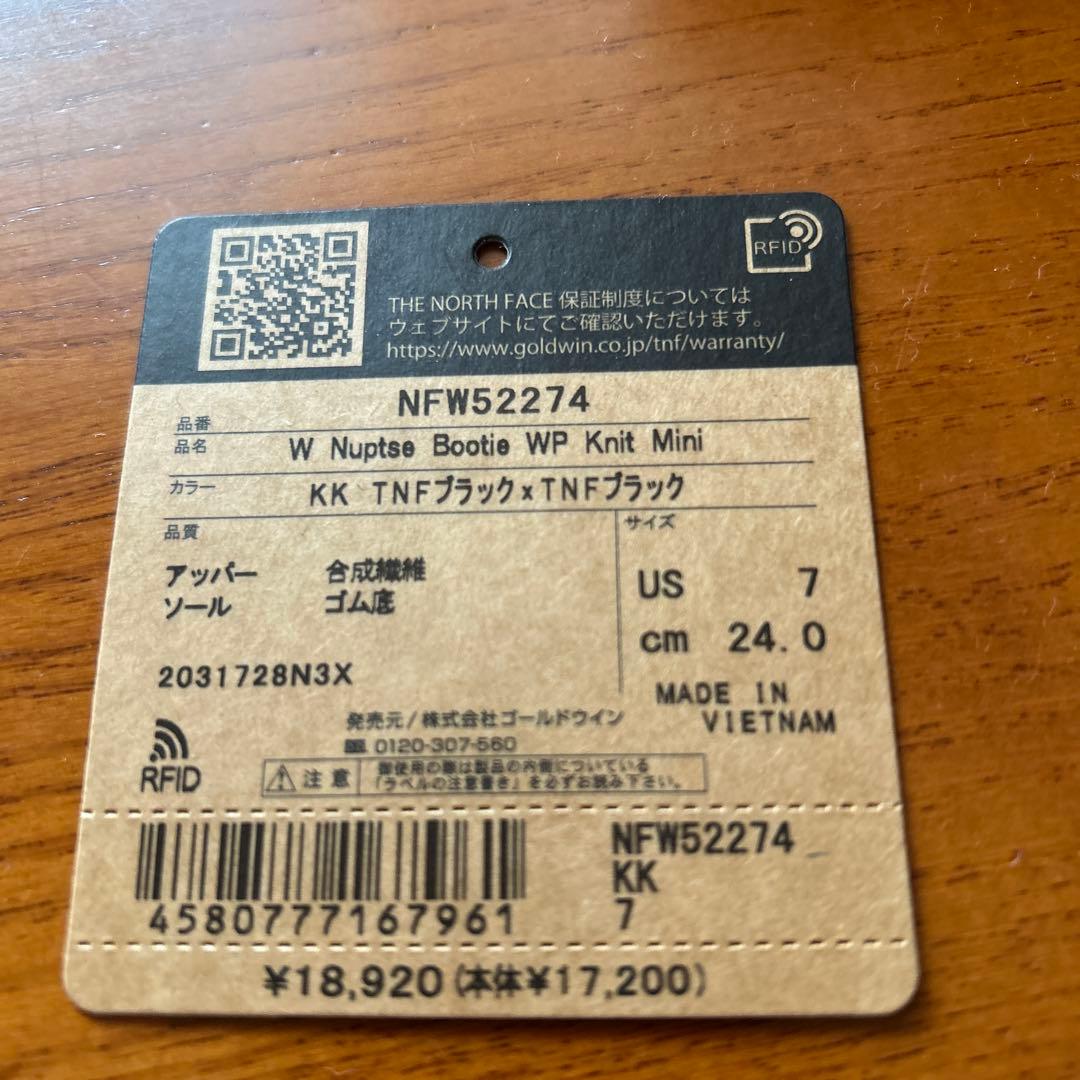 RFID
THE NORTH FACE 保証制度については
ウェブサイトにてご確認いただけます。
https://www.goldwin.co.jp/tnf/warranty/
品番 NFW52274
品名 W Nuptse Bootie WP Knit Mini
カラー KK TNFブラック×TNFブラック
品質
アッパー 合成繊維
ソール ゴム底
2031728N3X
サイズ
US 7
cm 24.0
MADE IN
VIETNAM
発売元/株式会社ゴールドウイン
0120-307-560
RFID
注意
御使用の際は製品の内側についている
「ラベルの注意書き」を必ずお読み下さい。
4580777167961
NFW52274
KK
7
¥18,920(本体¥17,200)